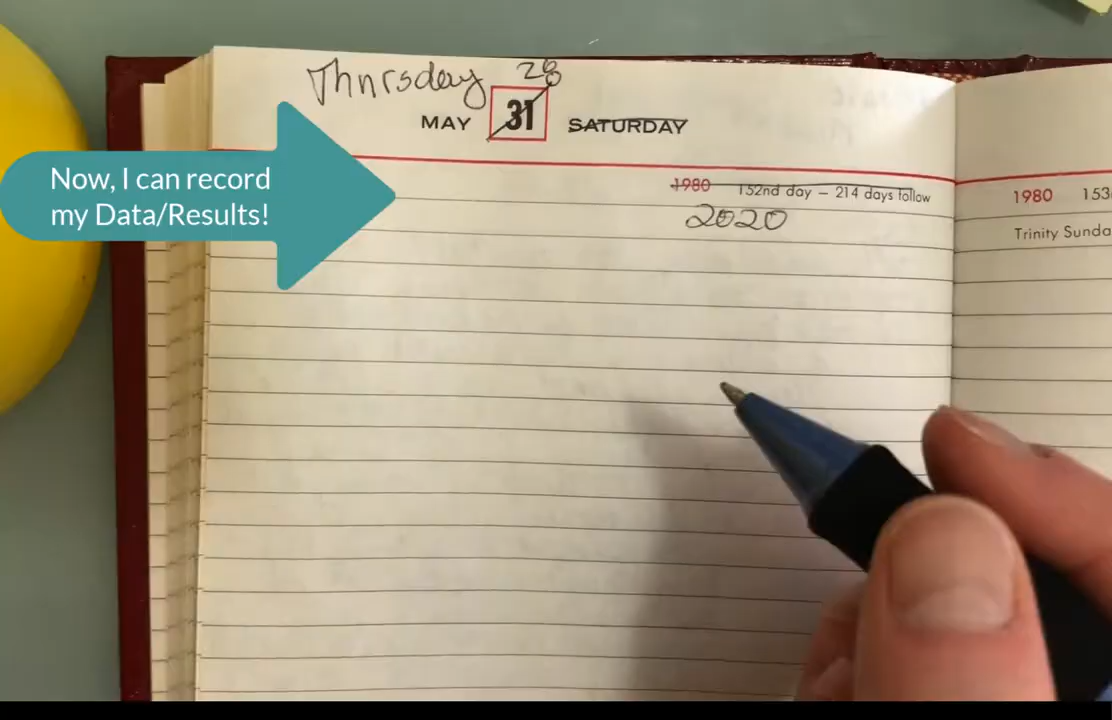 Thursday 28
MAY 31 SATURDAY
Now, I can record
my Data/Results!
1980 152nd day – 214 days follow
2020
1980 153
Trinity Sunda